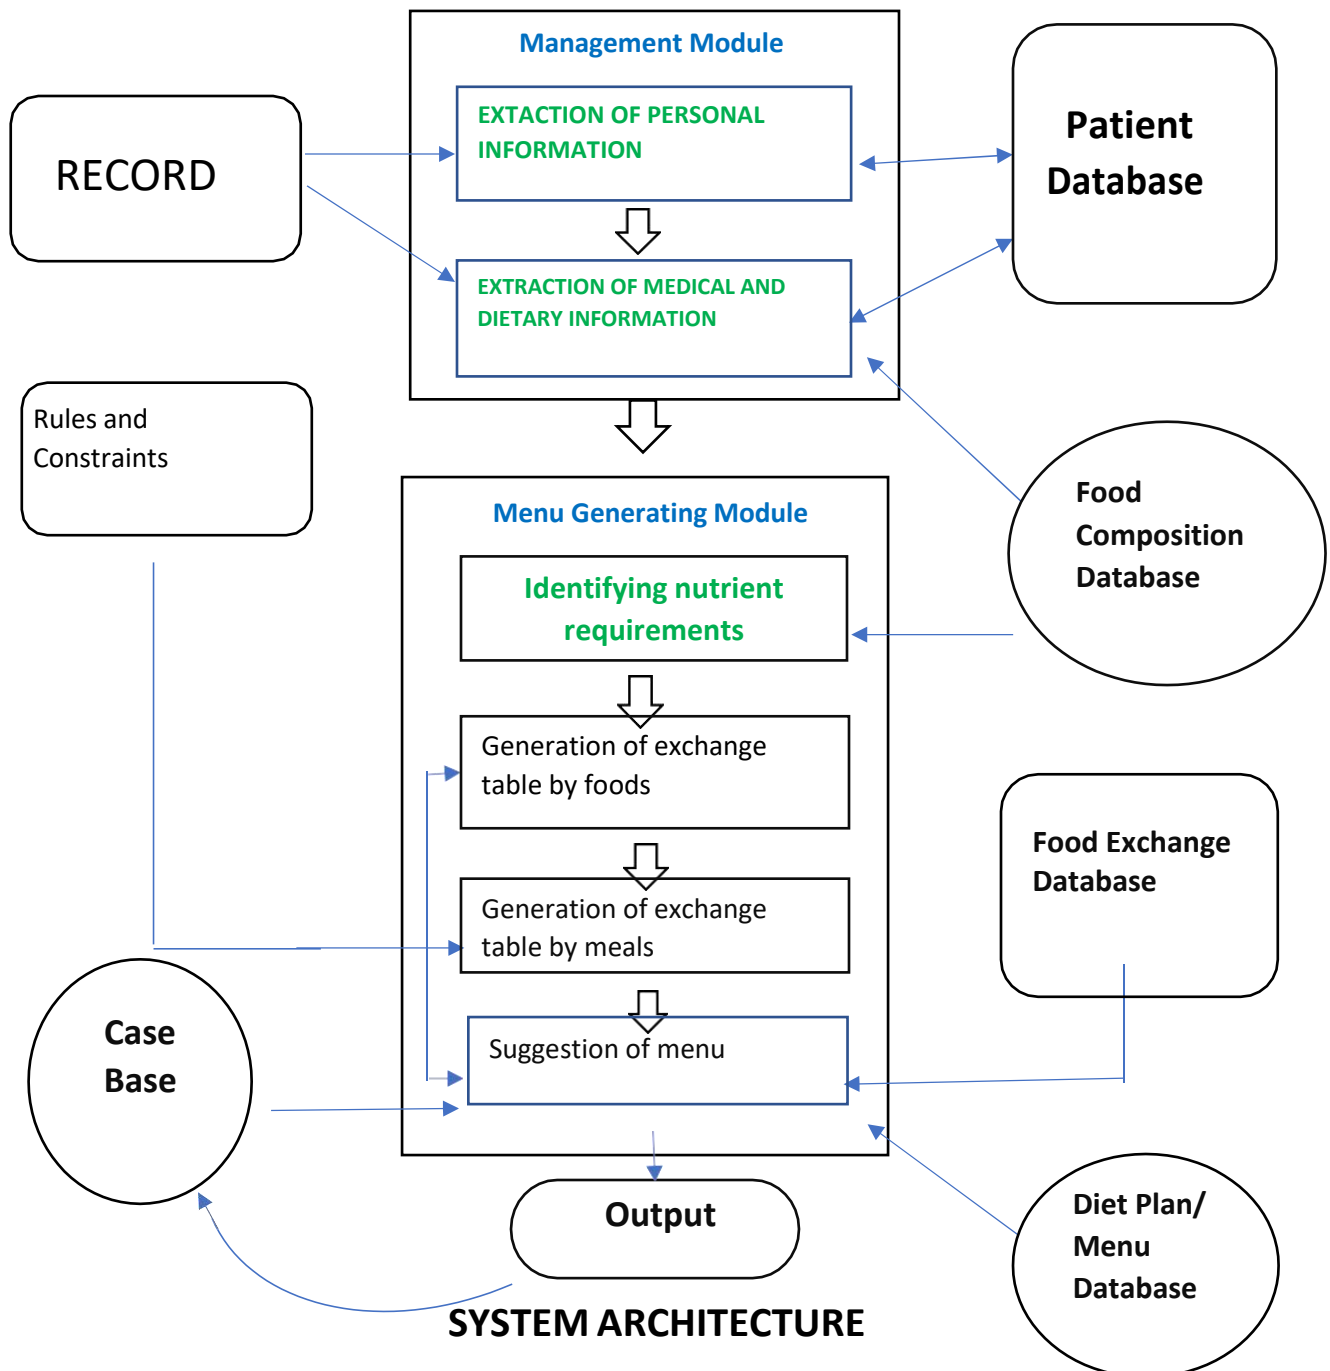 Management Module
EXTACTION OF PERSONAL
INFORMATION
RECORD
Patient
Database
EXTRACTION OF MEDICAL AND
DIETARY INFORMATION
Rules and
Constraints
Menu Generating Module
Food
Composition
Database
Identifying nutrient
requirements
Generation of exchange
table by foods
Food Exchange
Database
Generation of exchange
table by meals
Case
Base
Suggestion of menu
Output
Diet Plan/
Menu
Database
SYSTEM ARCHITECTURE